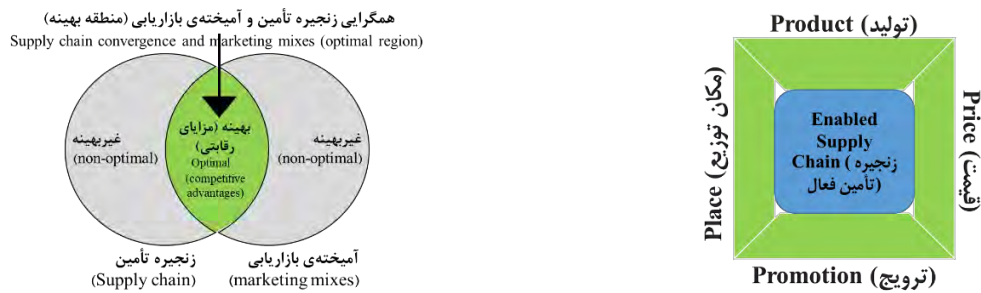 همگرایی زنجیره تأمین و آمیخته‌ی بازاریابی (منطقه بهینه)
Supply chain convergence and marketing mixes (optimal region)
غیربهینه
(non-optimal)
بهینه (مزایای
رقابتی)
Optimal
(competitive
advantages)
غیربهینه
(non-optimal)
زنجیره تأمین
(Supply chain)
آمیخته‌ی بازاریابی
(marketing mixes)
Product (تولید)
Place (مکان توزیع)
Enabled
Supply
Chain (زنجیره
تأمین فعال)
Price (قیمت)
Promotion (ترویج)